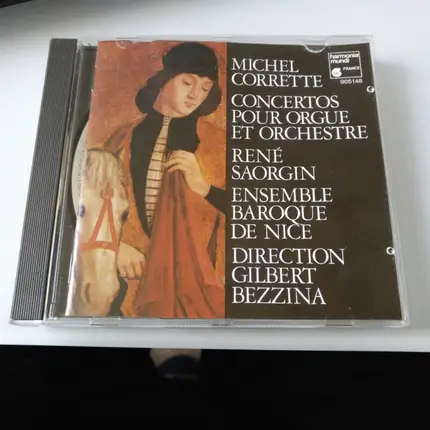 MICHEL
CORRETTE
CONCERTOS
POUR ORGUE
ET ORCHESTRE
RENÉ
SAORGIN
ENSEMBLE
BAROQUE
DE NICE
DIRECTION
GILBERT
BEZZINA
harmonia
mundi
FRANCE
905148